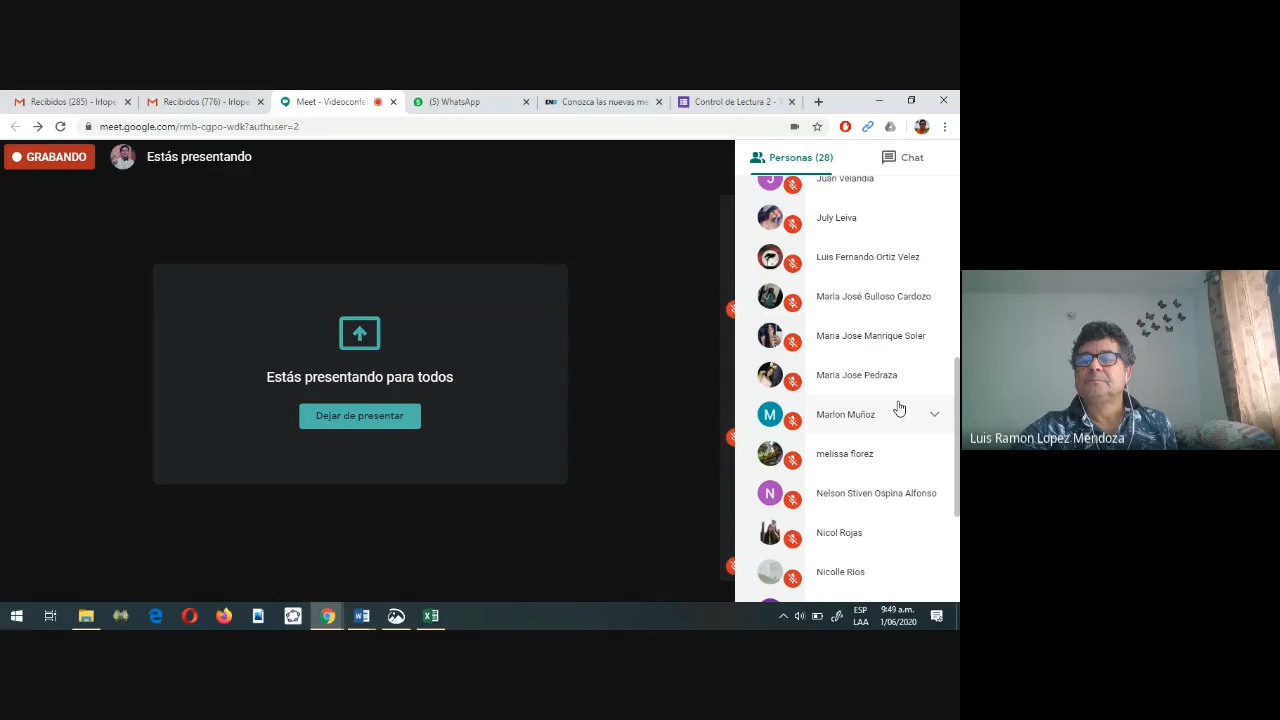 Recibidos (285) - lrlope
Recibidos (776) - lrlope
Meet - Videoconfe
(5) WhatsApp
Conozca las nuevas me
Control de Lectura 2 -
meet.google.com/rmb-cgpo-wdk?authuser=2
GRABANDO
Estás presentando
Personas (28)
Chat
Juan Velandia
July Leiva
Luis Fernando Ortiz Velez
Maria José Gulloso Cardozo
Maria Jose Manrique Soler
Maria Jose Pedraza
M
Marlon Muñoz
melissa florez
N
Nelson Stiven Ospina Alfonso
Nicol Rojas
Nicolle Rios
Estás presentando para todos
Dejar de presentar
Luis Ramon Lopez Mendoza
ESP
LAA
9:49 a.m.
1/06/2020